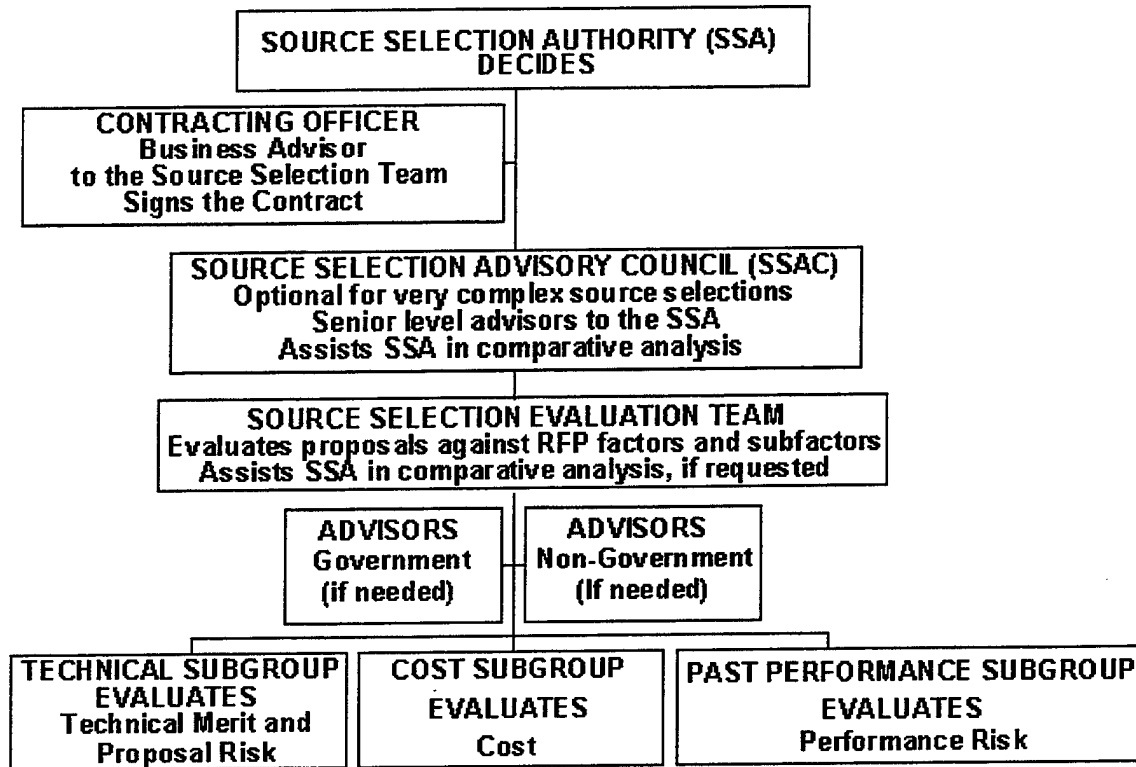 SOURCE SELECTION AUTHORITY (SSA)
DECIDES
CONTRACTING OFFICER
Business Advisor
to the Source Selection Team
Signs the Contract
SOURCE SELECTION ADVISORY COUNCIL (SSAC)
Optional for very complex source selections
Senior level advisors to the SSA
Assists SSA in comparative analysis
SOURCE SELECTION EVALUATION TEAM
Evaluates proposals against RFP factors and subfactors
Assists SSA in comparative analysis, if requested
ADVISORS
Government
(if needed)
ADVISORS
Non-Government
(If needed)
TECHNICAL SUBGROUP
EVALUATES
Technical Merit and
Proposal Risk
COST SUBGROUP
EVALUATES
Cost
PAST PERFORMANCE SUBGROUP
EVALUATES
Performance Risk